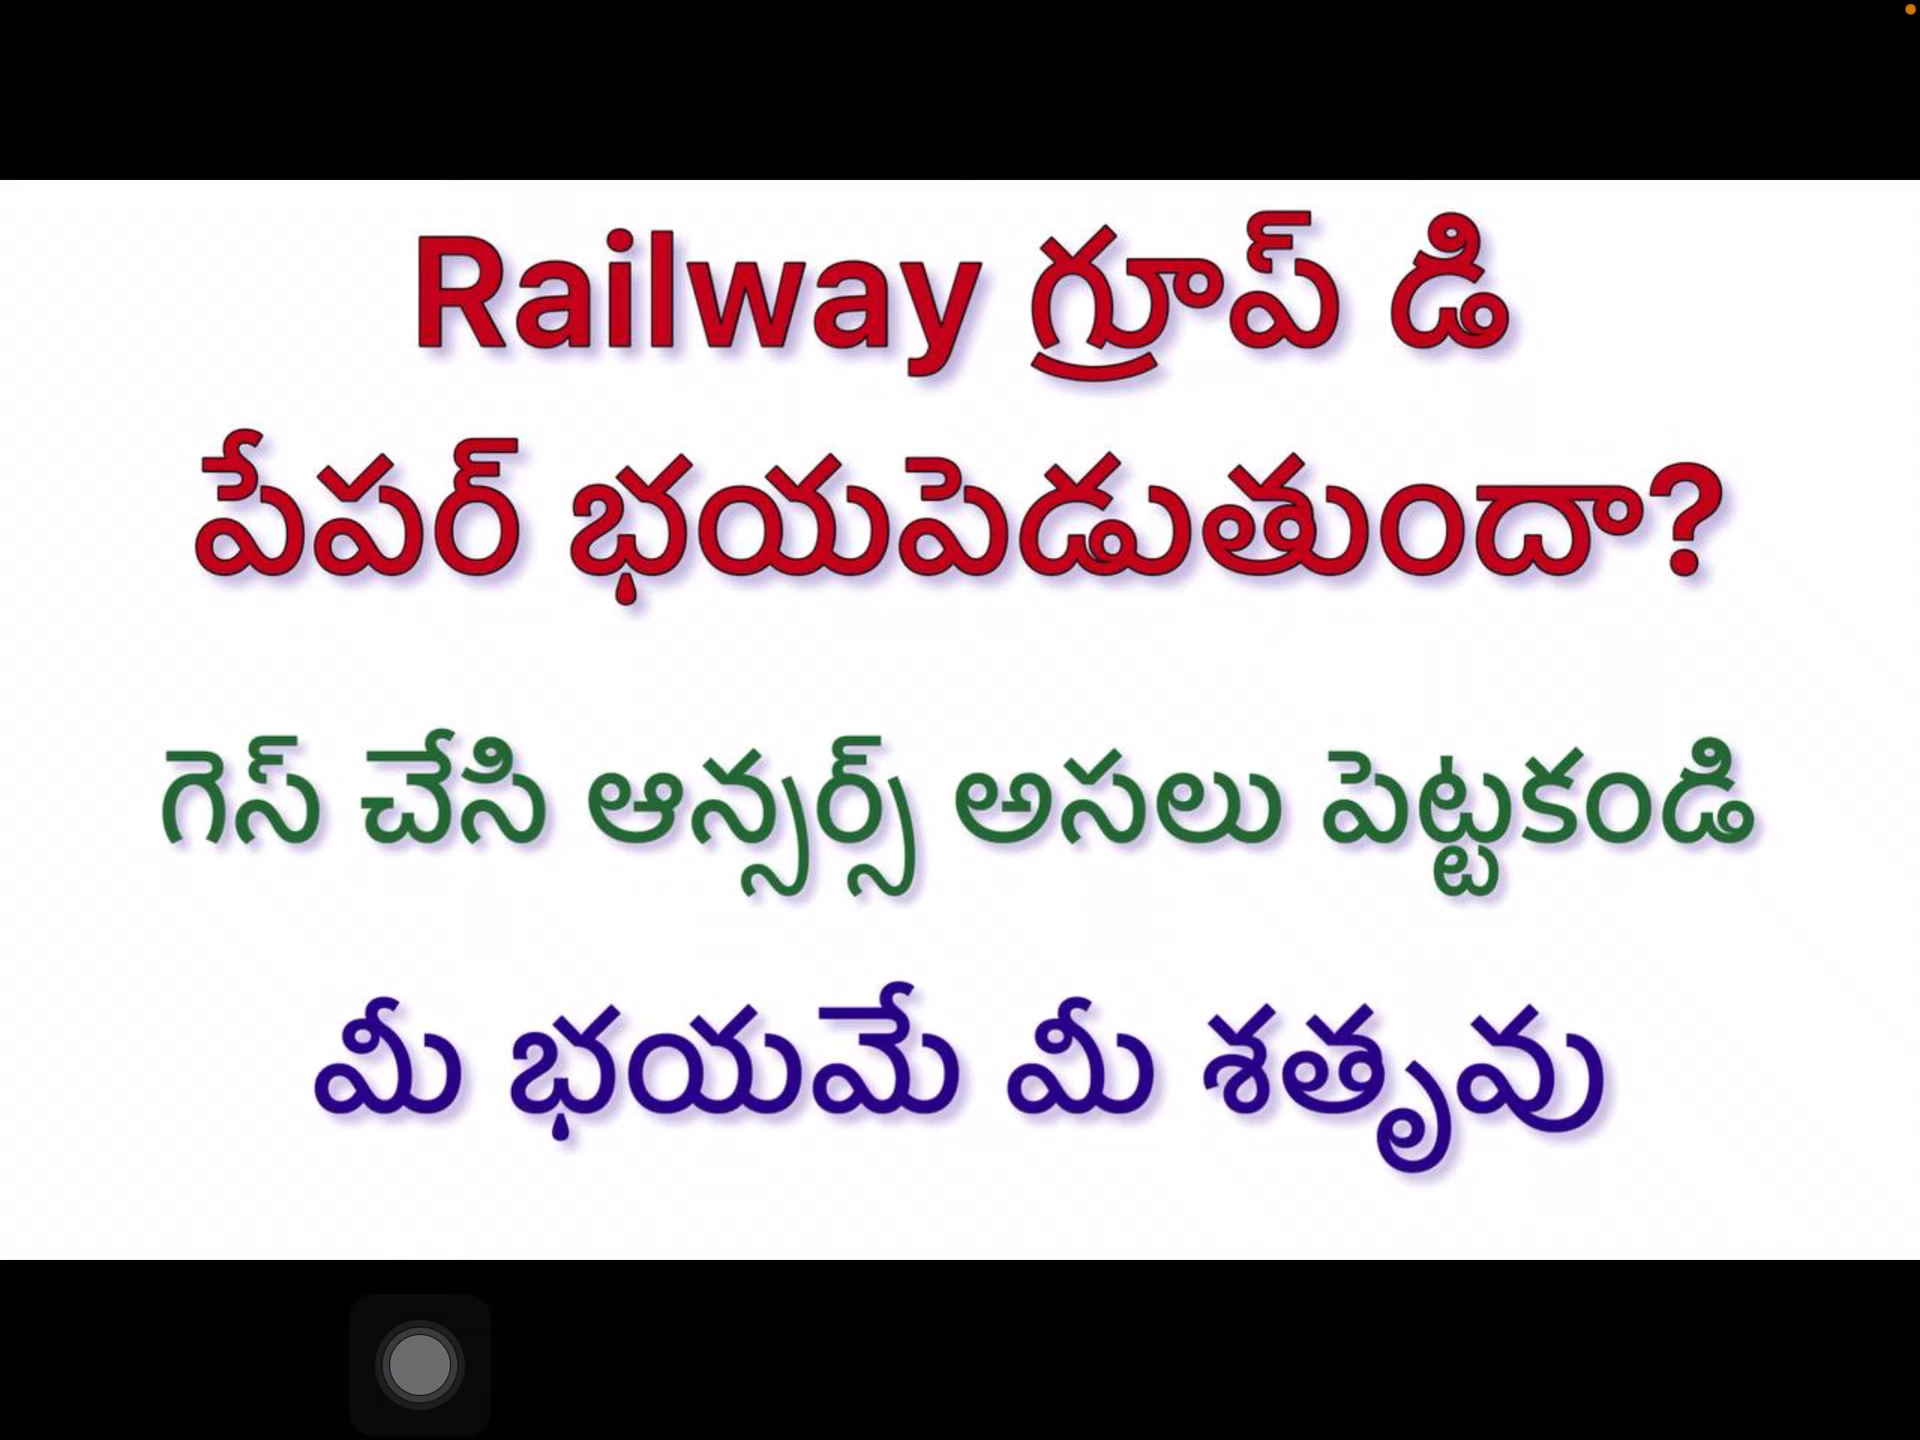 Railway గ్రూప్ డి
పేపర్ భయపెడుతుందా?
గెస్ చేసి ఆన్సర్స్ అసలు పెట్టకండి
మీ భయమే మీ శతృవు